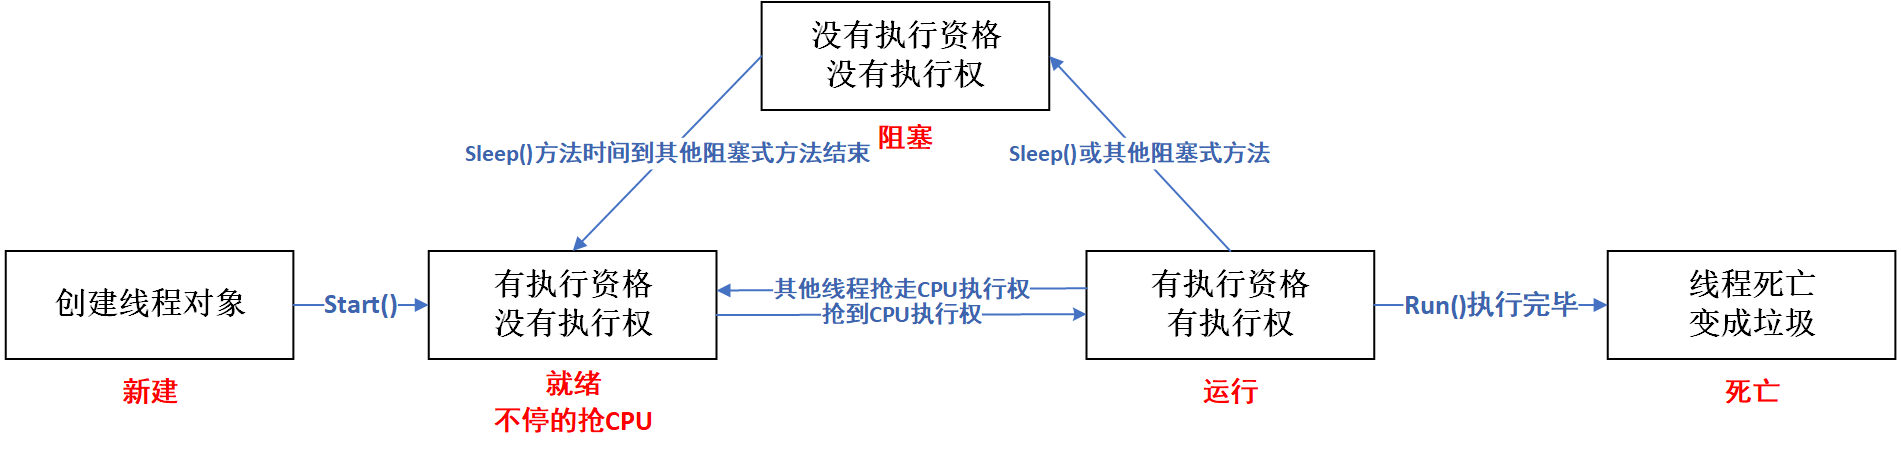 没有执行资格
没有执行权
阻塞
Sleep()方法时间到其他阻塞式方法结束
Sleep()或其他阻塞式方法
创建线程对象
新建
Start()
有执行资格
没有执行权
就绪
不停的抢CPU
其他线程抢走CPU执行权
抢到CPU执行权
有执行资格
有执行权
运行
Run()执行完毕
线程死亡
变成垃圾
死亡